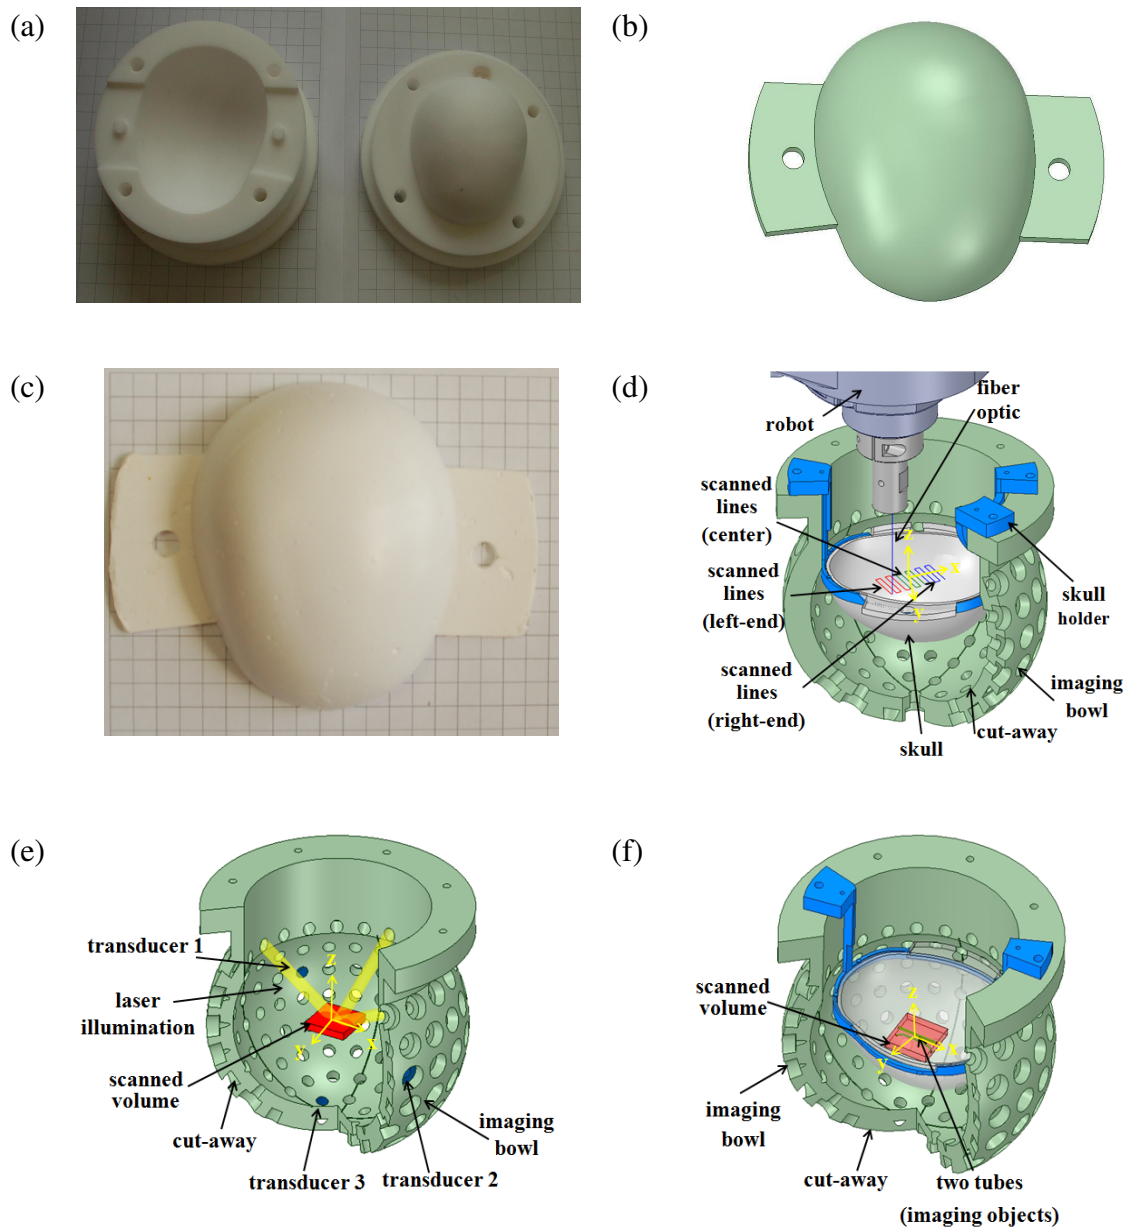 (a)
(b)
(c)
(d)
fiber
optic
robot
scanned
lines
(center)
z
x
y
scanned
lines
(left-end)
skull
holder
scanned
lines
(right-end)
imaging
bowl
cut-away
skull
(e)
transducer 1
laser
illumination
z
y
x
scanned
volume
cut-away
imaging
bowl
transducer 3
transducer 2
(f)
scanned
volume
z
x
y
imaging
bowl
cut-away
two tubes
(imaging objects)